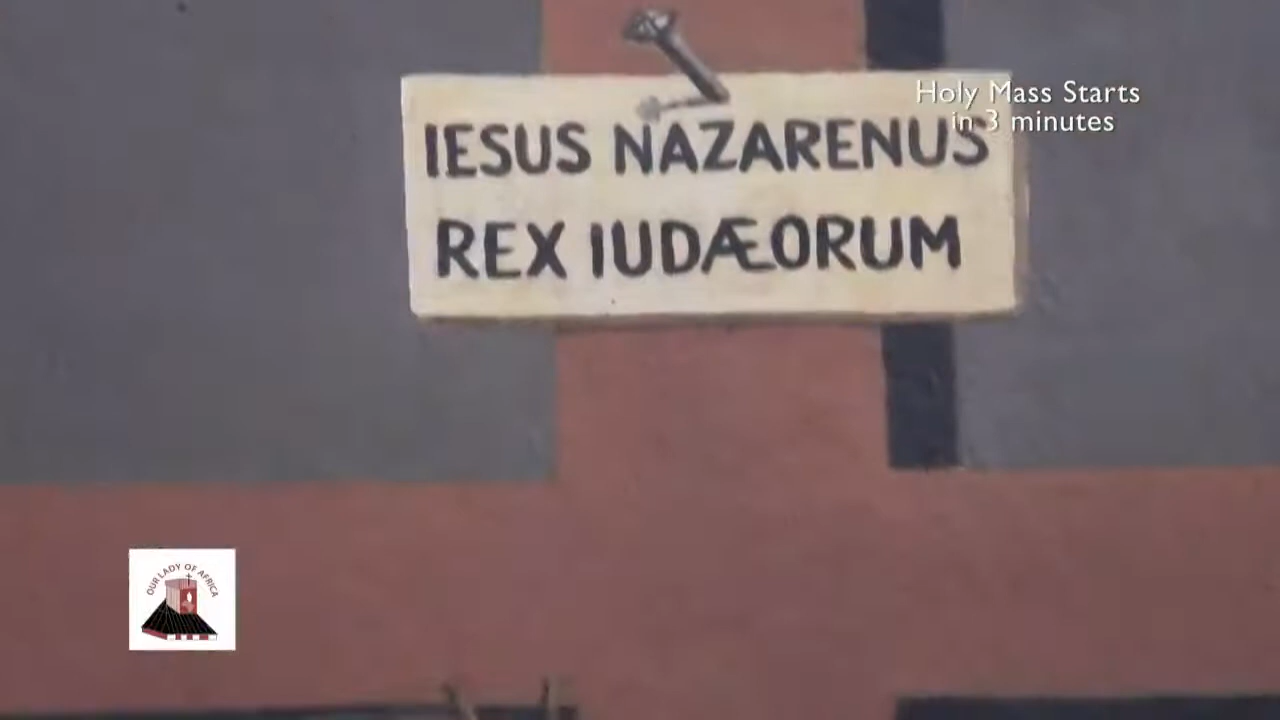 Holy Mass Starts
in 3 minutes
IESUS NAZARENUS
REX IUDÆORUM
OUR LADY OF AFRICA